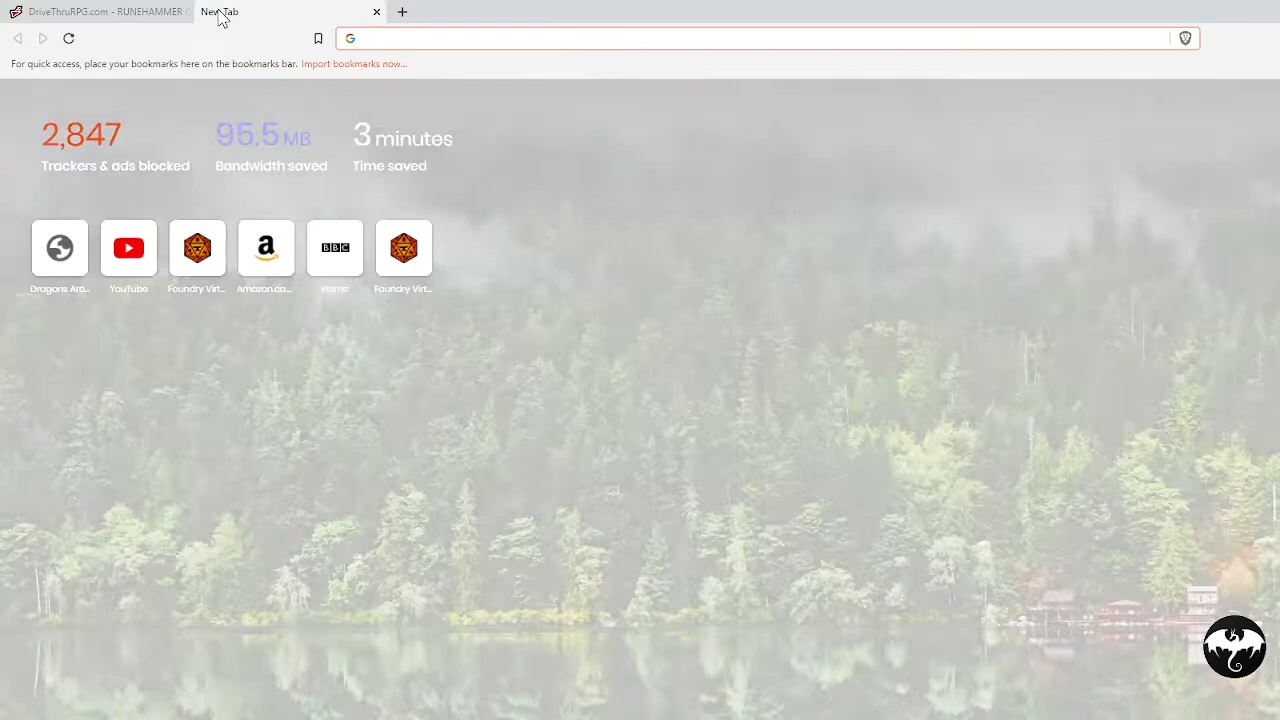 DriveThruRPG.com - RUNEHAMMER
New Tab
For quick access, place your bookmarks here on the bookmarks bar. Import bookmarks now...
2,847
Trackers & ads blocked
95.5 MB
Bandwidth saved
3 minutes
Time saved
BBC
Dragons Are...
YouTube
Foundry Virt...
Amazon.co...
Home
Foundry Virt...